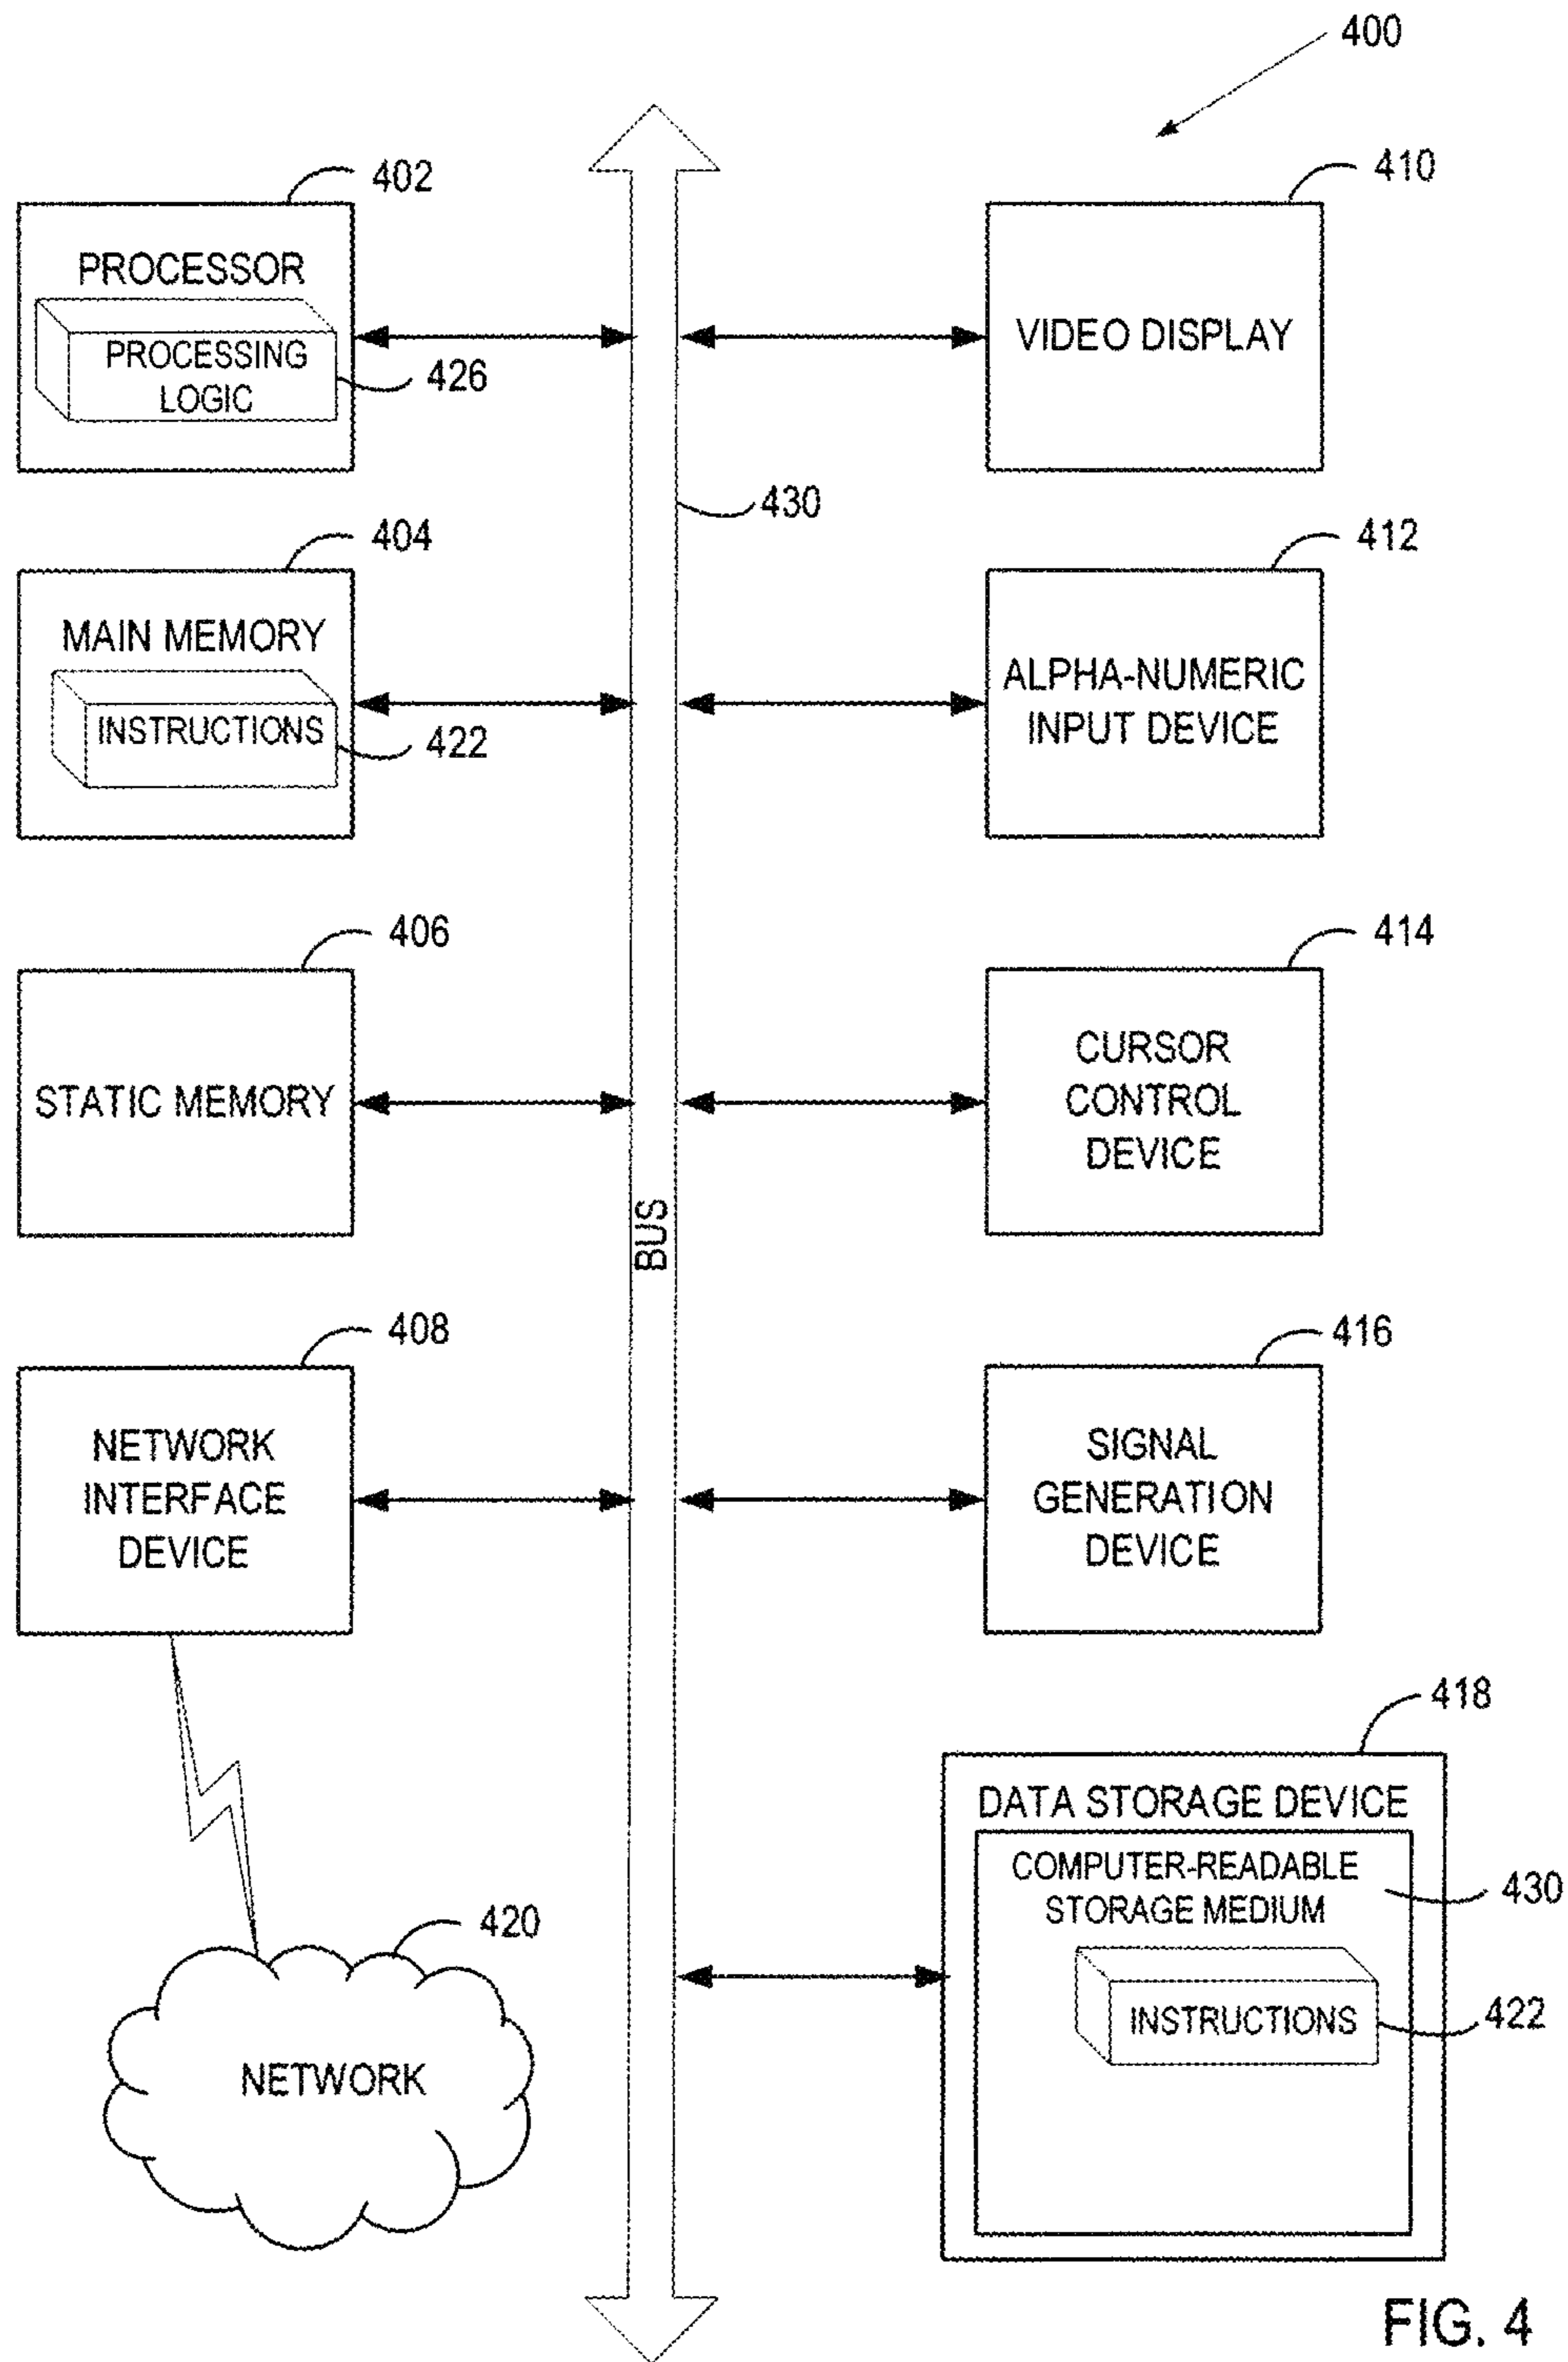 400
402
PROCESSOR
PROCESSING
LOGIC
426
410
VIDEO DISPLAY
430
404
MAIN MEMORY
INSTRUCTIONS
422
412
ALPHA-NUMERIC
INPUT DEVICE
406
STATIC MEMORY
414
CURSOR
CONTROL
DEVICE
BUS
408
NETWORK
INTERFACE
DEVICE
416
SIGNAL
GENERATION
DEVICE
418
DATA STORAGE DEVICE
COMPUTER-READABLE
STORAGE MEDIUM
430
INSTRUCTIONS
422
420
NETWORK
FIG. 4